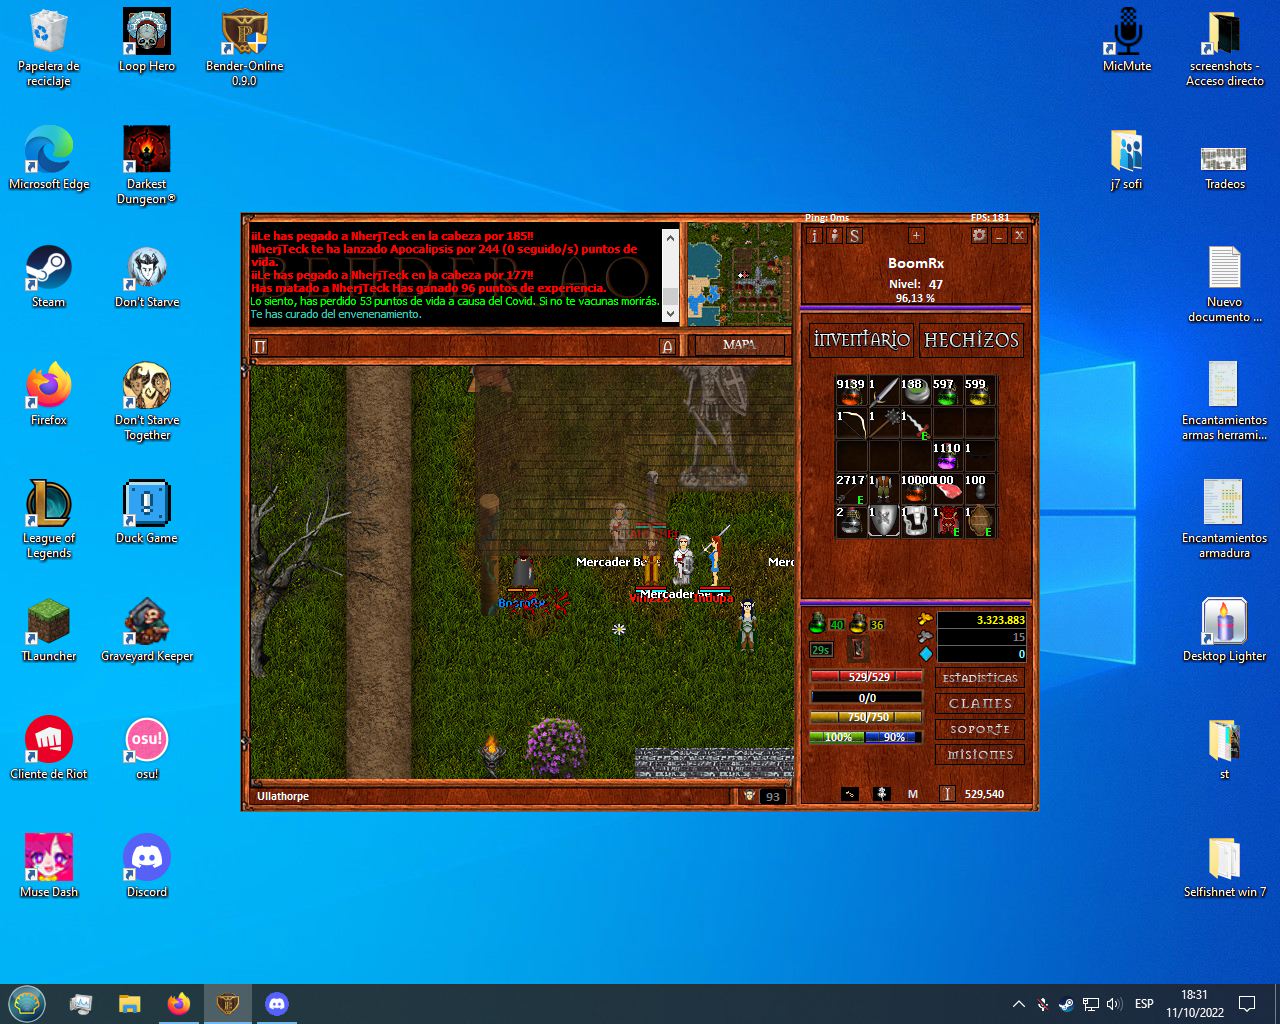 Papelera de
reciclaje
Loop Hero
Bender-Online
0.9.0
MicMute
screenshots -
Acceso directo
Microsoft Edge
Darkest
Dungeon®
j7 sofi
Tradeos
Steam
Don't Starve
Nuevo
documento ...
Firefox
Don't Starve
Together
Encantamientos
armas herrami...
League of
Legends
Duck Game
Encantamientos
armadura
TLauncher
Graveyard Keeper
Desktop Lighter
Cliente de Riot
osu!
osu!
st
Muse Dash
Discord
Selfishnet win 7
Ping: 0ms
FPS: 181
¡¡Le has pegado a NherjTeck en la cabeza por 185!!
NherjTeck te ha lanzado Apocalipsis por 244 (0 seguido/s) puntos de
vida.
¡¡Le has pegado a NherjTeck en la cabeza por 177!!
Has matado a NherjTeck Has ganado 96 puntos de experiencia.
Lo siento, has perdido 53 puntos de vida a causa del Covid. Si no te vacunas morirás.
Te has curado del envenenamiento.
MAPA
S
+
_
X
BoomRx
Nivel: 47
96,13 %
INVENTARIO
HECHIZOS
9139 1 138 597 599
1 1 1 E
1110 1
2717 E 1 10000 100 100
2 1 1 1 E 1 E
Mercader
Merc
BoomRx
Mercader
Indupa
40
36
29s
3.323.883
15
0
529/529
0/0
750/750
100%
90%
ESTADISTICAS
CLANES
SOPORTE
MISIONES
Ullathorpe
93
M
529,540
ESP
18:31
11/10/2022